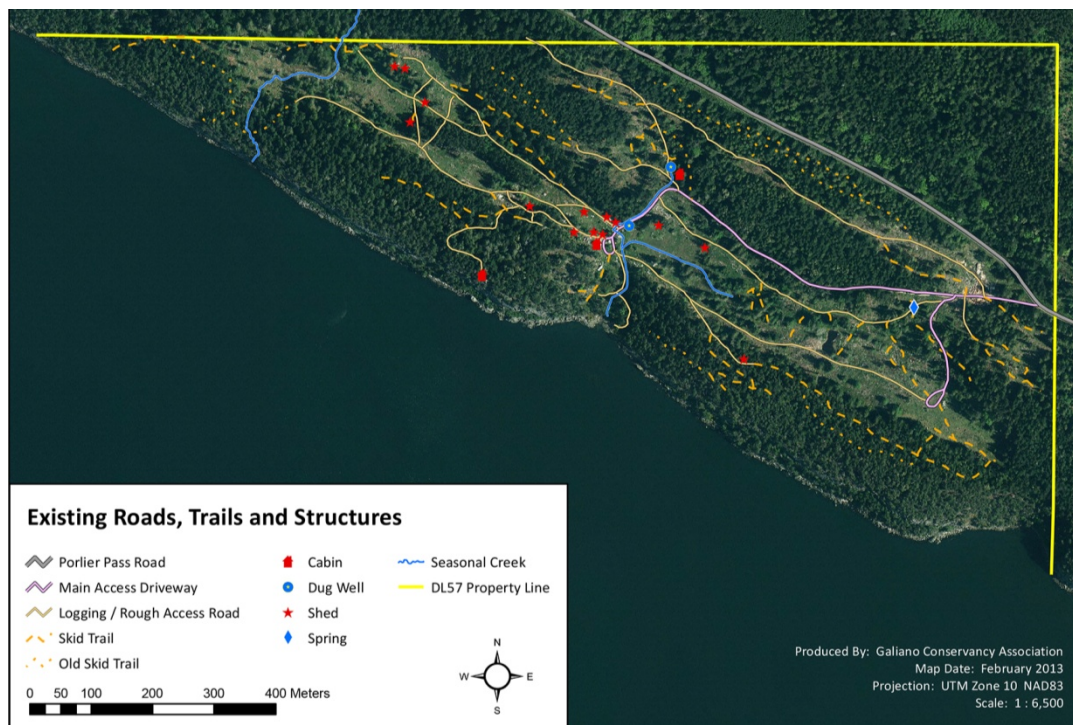 Existing Roads, Trails and Structures
Porlier Pass Road
Main Access Driveway
Logging / Rough Access Road
Skid Trail
Old Skid Trail
Cabin
Dug Well
Shed
Spring
Seasonal Creek
DL57 Property Line
0 50 100 200 300 400 Meters
N
W E
S
Produced By: Galiano Conservancy Association
Map Date: February 2013
Projection: UTM Zone 10 NAD83
Scale: 1 : 6,500